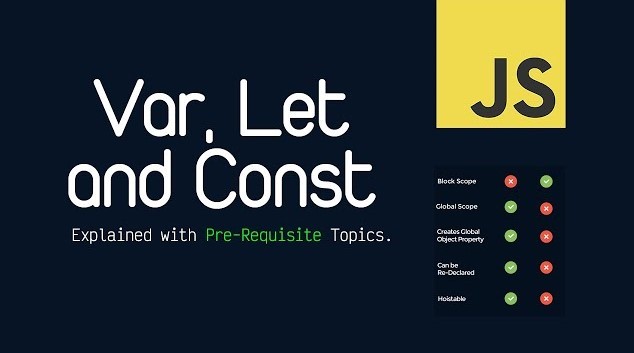 Var, Let
and Const
Explained with Pre-Requisite Topics.
JS
Block Scope
Global Scope
Creates Global
Object Property
Can be
Re-Declared
Hoistable